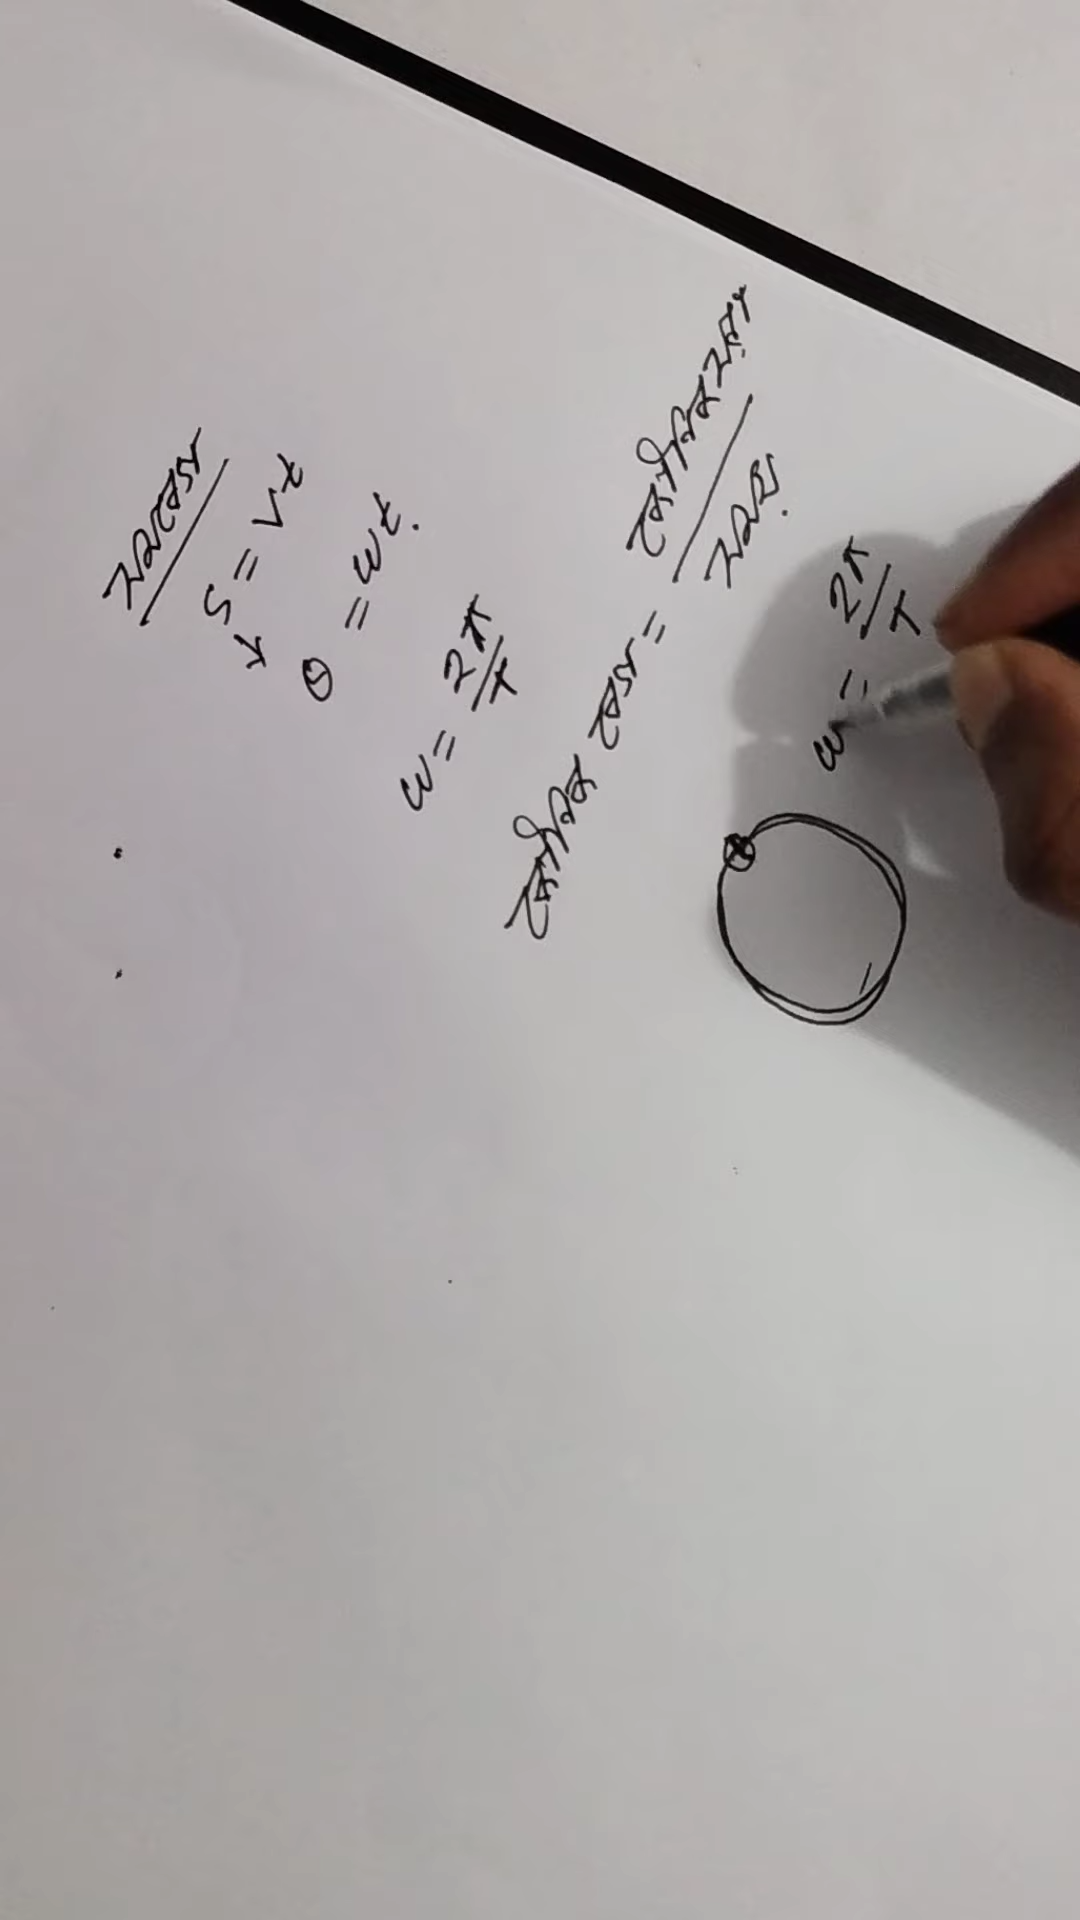 সমবেগ
* S = vt
θ = ωt.
ω = 2π/T
কৌণিক বেগ = কৌণিক সরণ / সময়
ω = 2π/T